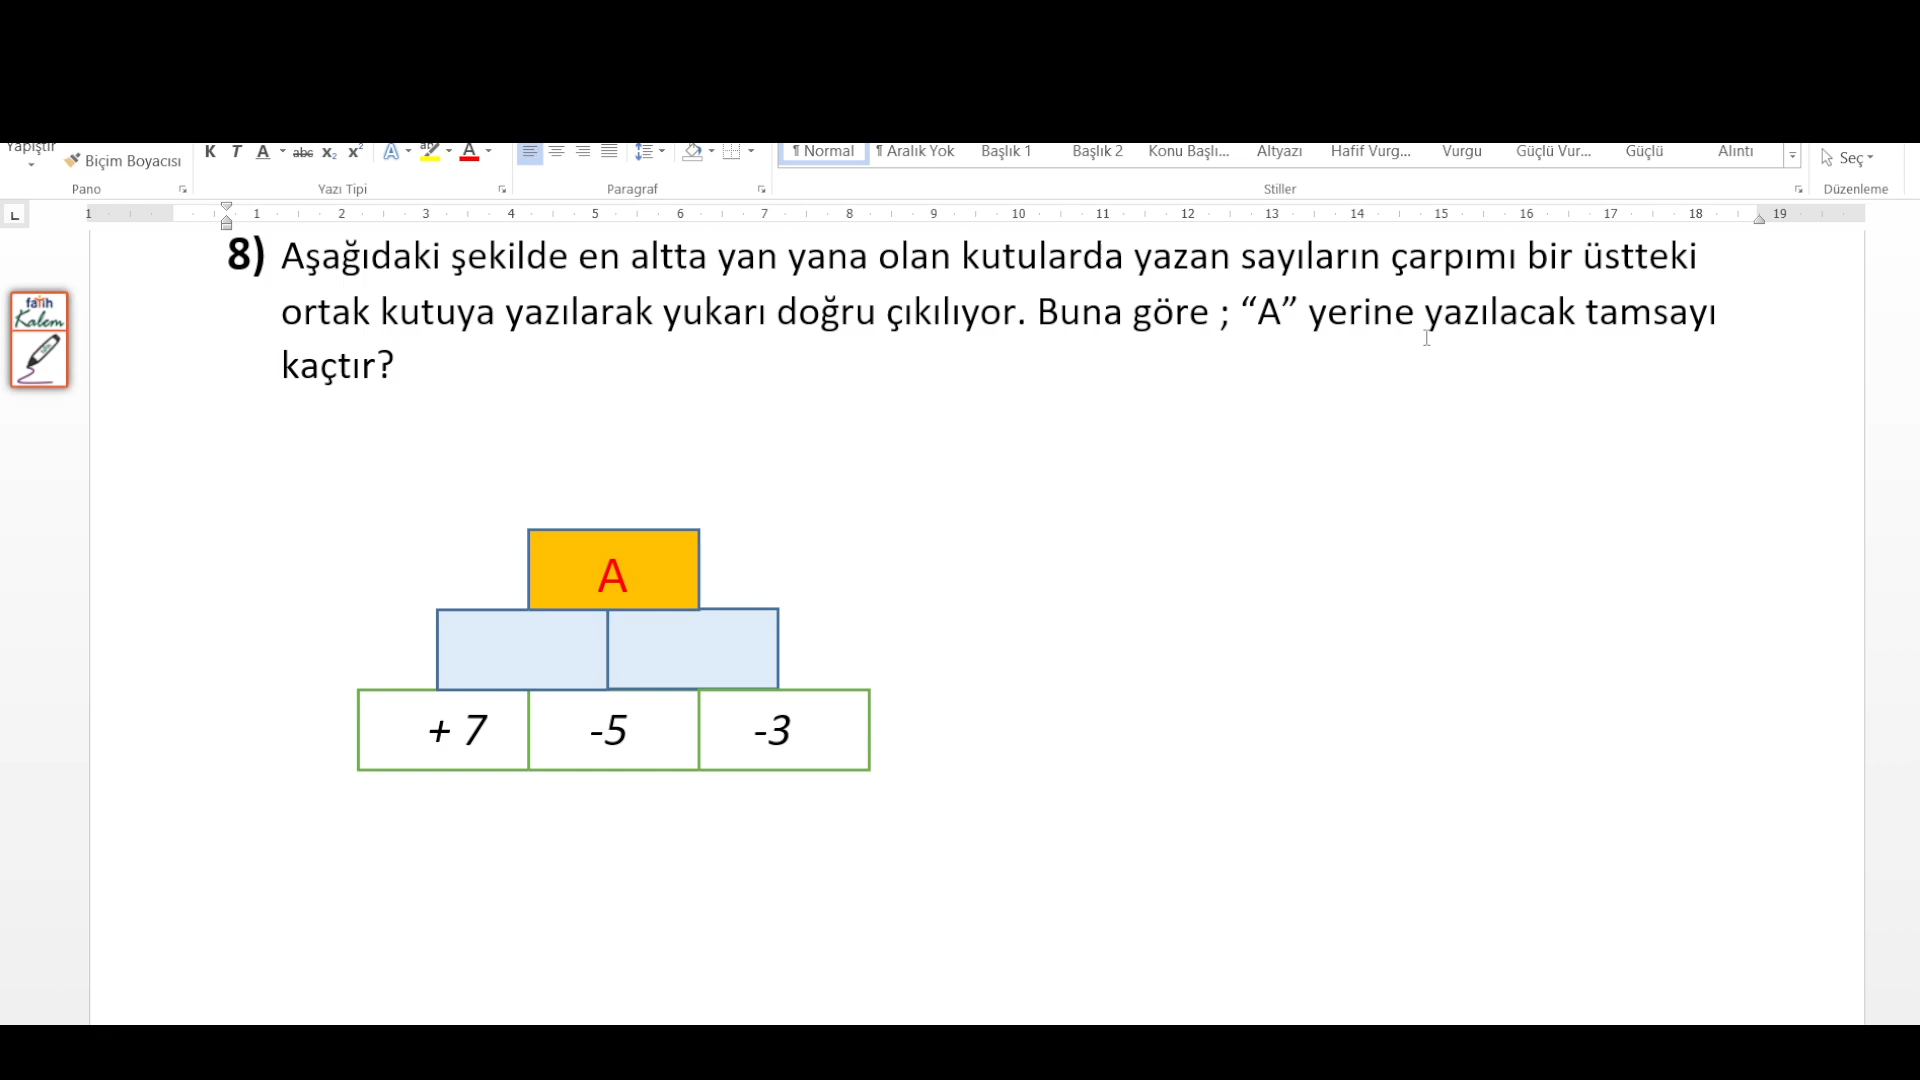 Yapıştır
Biçim Boyacısı
K T A abc x₂ x² A ab A
¶ Normal ¶ Aralık Yok Başlık 1 Başlık 2 Konu Başlı... Altyazı Hafif Vurg... Vurgu Güçlü Vur... Güçlü Alıntı
Seç
Pano Yazı Tipi Paragraf Stiller Düzenleme
L 1 1 2 3 4 5 6 7 8 9 10 11 12 13 14 15 16 17 18 19
8) Aşağıdaki şekilde en altta yan yana olan kutularda yazan sayıların çarpımı bir üstteki
ortak kutuya yazılarak yukarı doğru çıkılıyor. Buna göre ; “A” yerine yazılacak tamsayı
kaçtır?
fatih
Kalem
A
+ 7 -5 -3